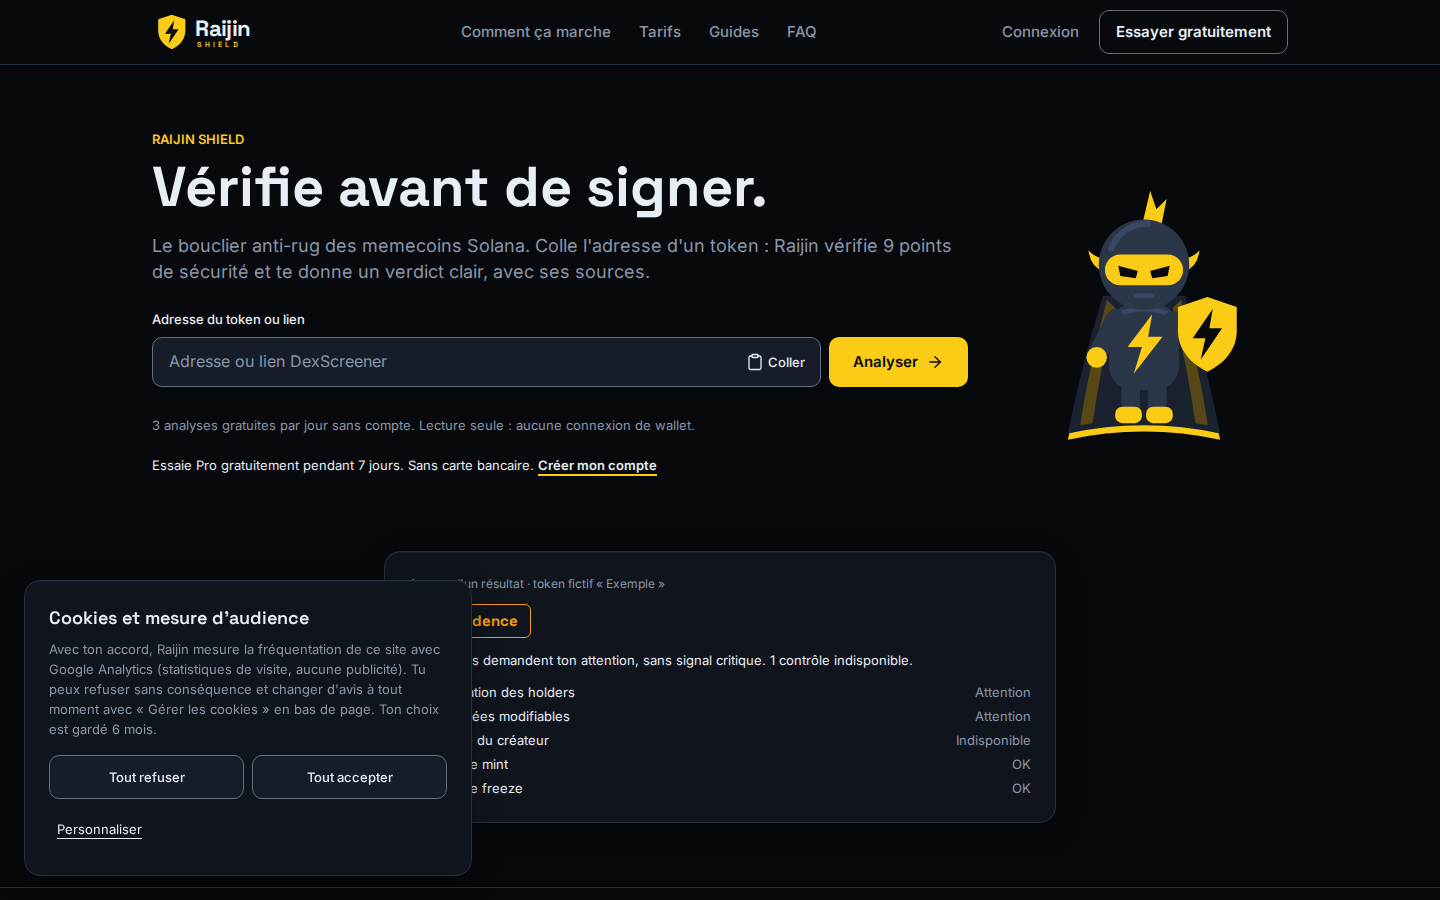 Raijin
SHIELD
Comment ça marche
Tarifs
Guides
FAQ
Connexion
Essayer gratuitement
RAIJIN SHIELD
Vérifie avant de signer.
Le bouclier anti-rug des memecoins Solana. Colle l'adresse d'un token : Raijin vérifie 9 points
de sécurité et te donne un verdict clair, avec ses sources.
Adresse du token ou lien
Adresse ou lien DexScreener
Coller
Analyser
3 analyses gratuites par jour sans compte. Lecture seule : aucune connexion de wallet.
Essaie Pro gratuitement pendant 7 jours. Sans carte bancaire. Créer mon compte
résultat · token fictif « Exemple »
demandent ton attention, sans signal critique. 1 contrôle indisponible.
des holders
Attention
modifiables
Attention
du créateur
Indisponible
mint
OK
freeze
OK
Cookies et mesure d’audience
Avec ton accord, Raijin mesure la fréquentation de ce site avec
Google Analytics (statistiques de visite, aucune publicité). Tu
peux refuser sans conséquence et changer d'avis à tout
moment avec « Gérer les cookies » en bas de page. Ton choix
est gardé 6 mois.
Tout refuser
Tout accepter
Personnaliser